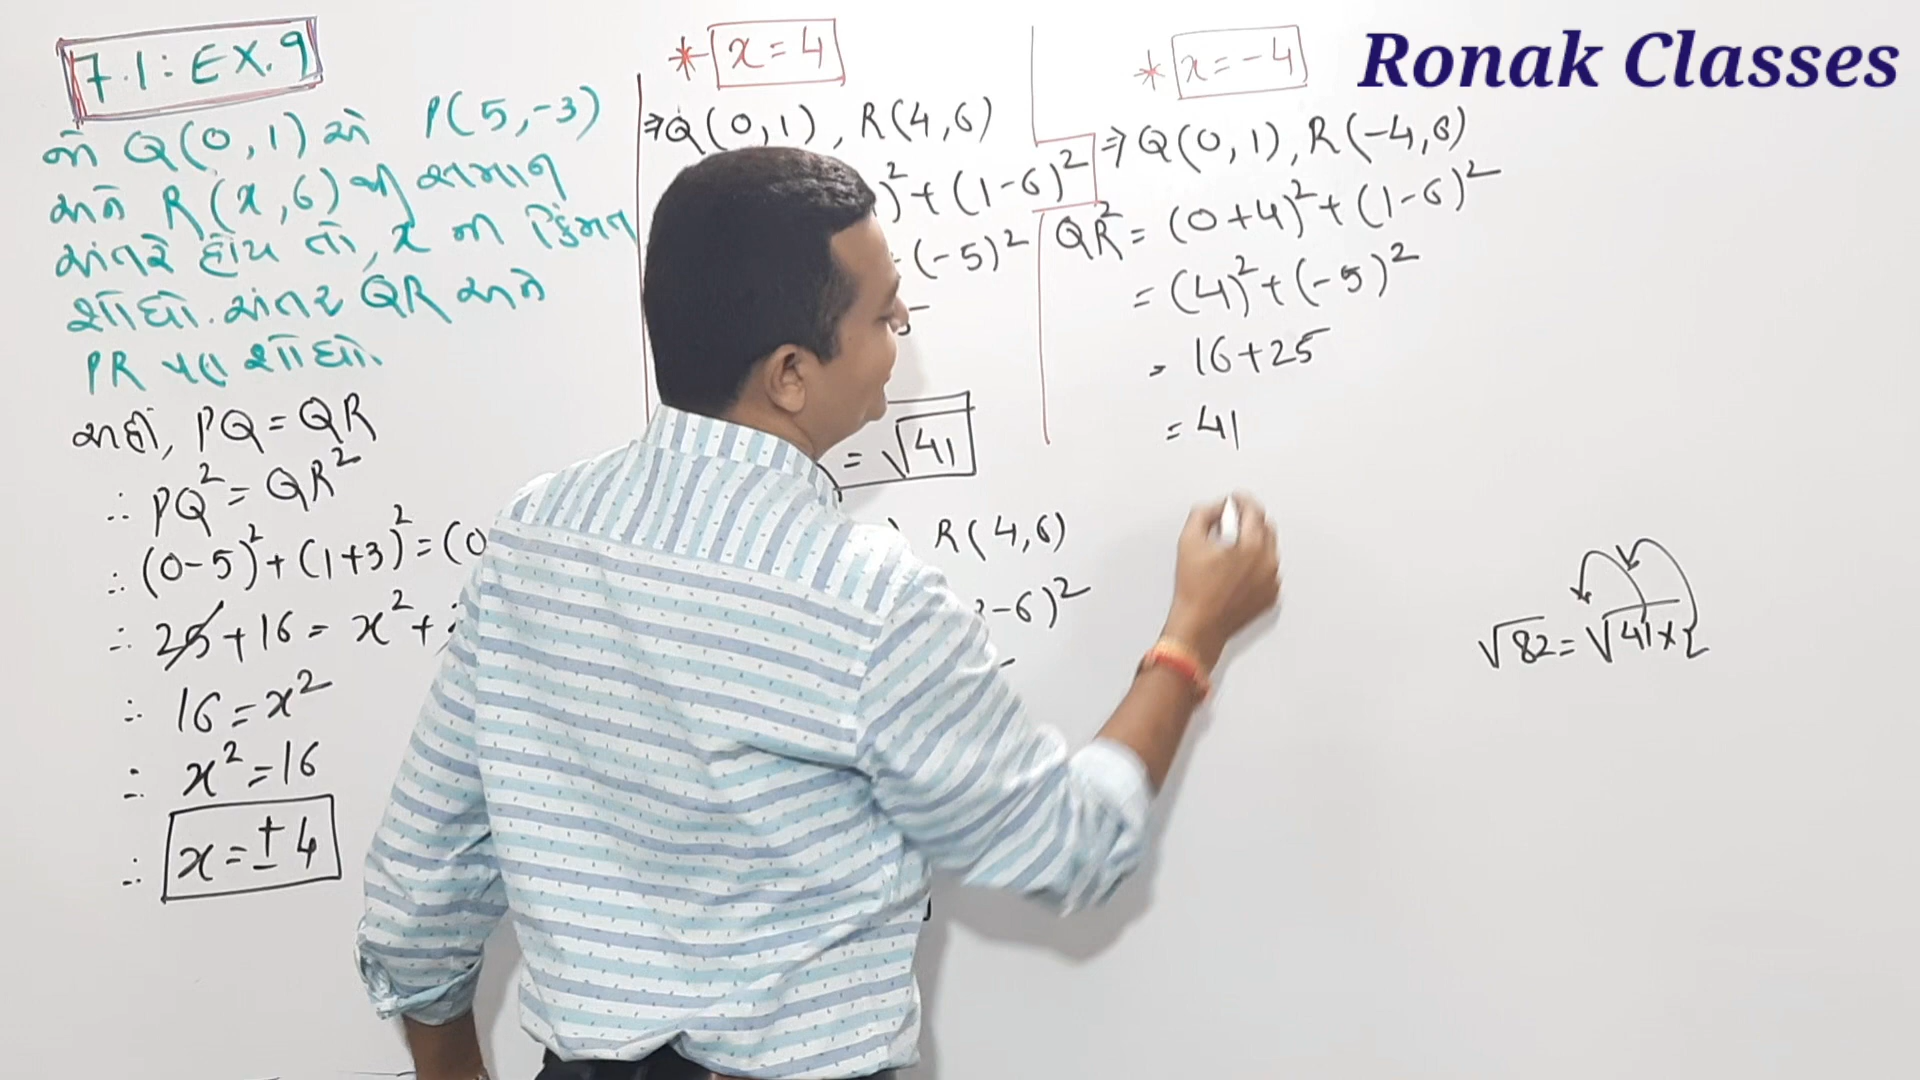 Ronak Classes
7.1: EX.9
જો Q(0,1) એ P(5,-3)
અને R(x,6) થી સમાન
અંતરે હોય તો, x ની કિંમત
શોધો. અંતર QR અને
PR પણ શોધો.
અહીં, PQ = QR
∴ PQ² = QR²
∴ (0-5)² + (1+3)² = (0
∴ 25 + 16 = x² +
∴ 16 = x²
∴ x² = 16
∴ x = ± 4
* x = 4
⇒ Q(0,1), R(4,6)
)² + (1-6)²
(-5)²
= √41
R(4,6)
-6)²
* x = -4
⇒ Q(0,1), R(-4,6)
QR² = (0+4)² + (1-6)²
= (4)² + (-5)²
= 16+25
= 41
√82 = √41×2